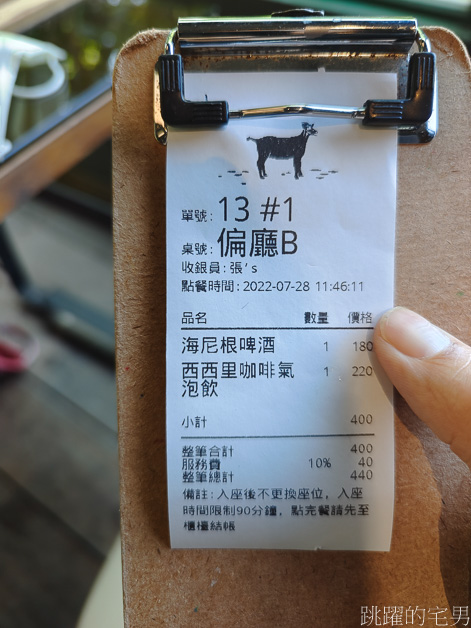 單號: 13 #1
桌號: 偏廳B
收銀員: 張's
點餐時間: 2022-07-28 11:46:11
品名 數量 價格
海尼根啤酒 1 180
西西里咖啡氣 1 220
泡飲
小計 400
整筆合計 400
服務費 10% 40
整筆總計 440
備註: 入座後不更換座位, 入座
時間限制90分鐘, 點完餐請先至
櫃檯結帳
跳躍的宅男